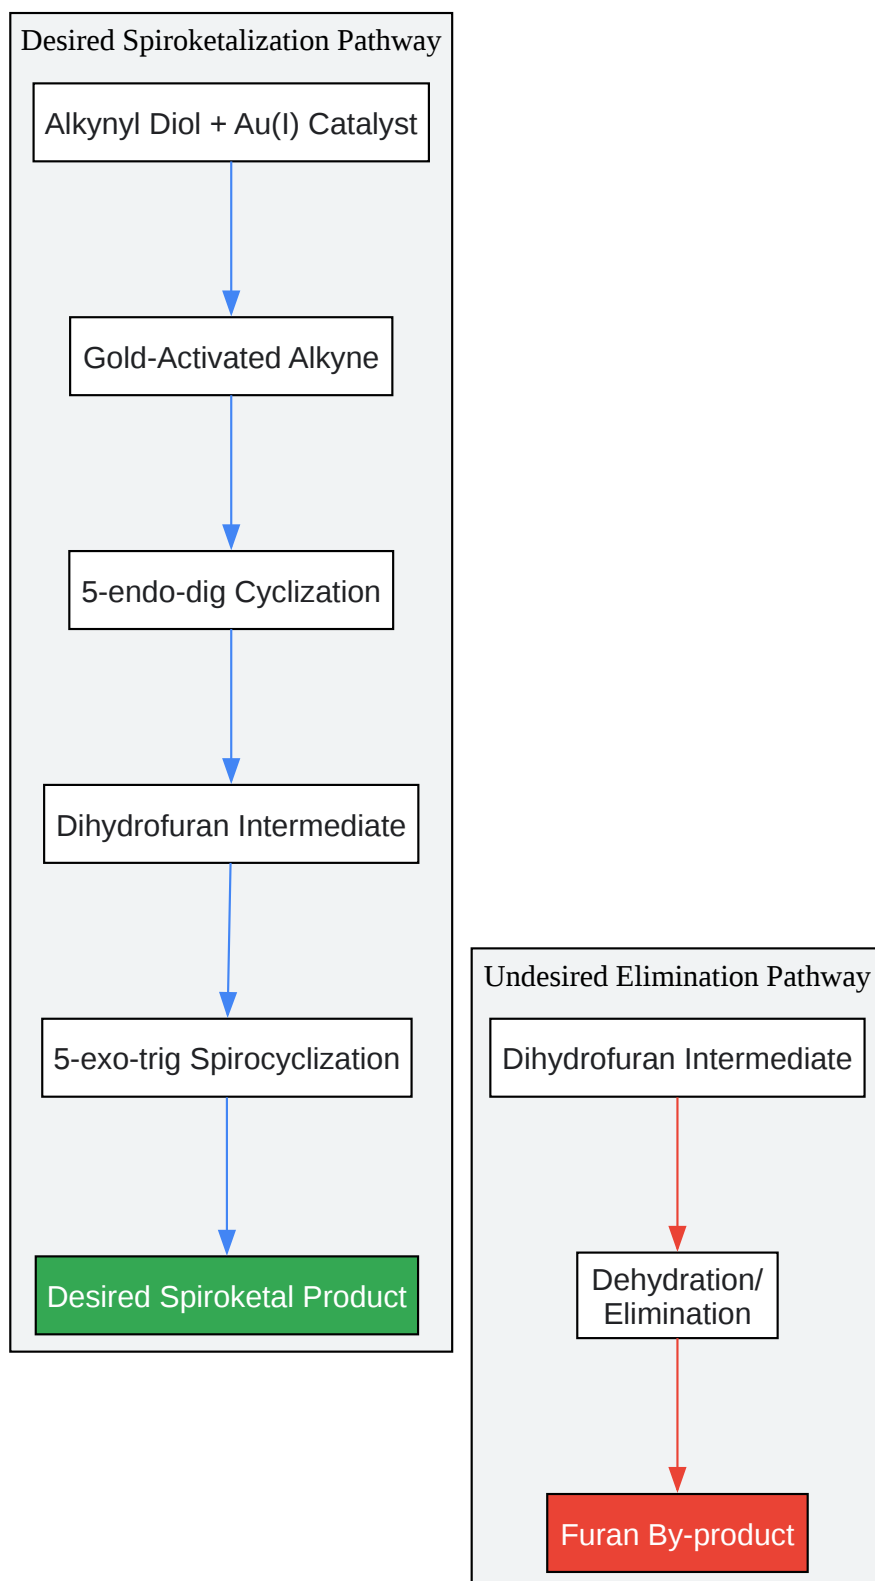 Desired Spiroketalization Pathway
Alkynyl Diol + Au(I) Catalyst
Gold-Activated Alkyne
5-endo-dig Cyclization
Dihydrofuran Intermediate
5-exo-trig Spirocyclization
Desired Spiroketal Product
Undesired Elimination Pathway
Dihydrofuran Intermediate
Dehydration/
Elimination
Furan By-product